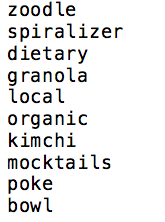 zoodle
spiralizer
dietary
granola
local
organic
kimchi
mocktails
poke
bowl